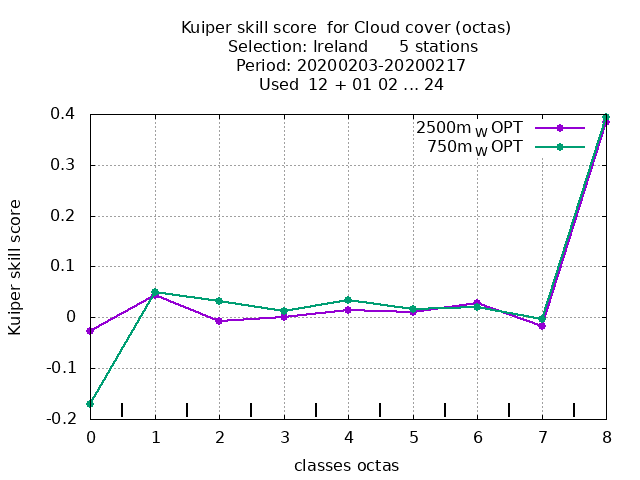 Kuiper skill score  for Cloud cover (octas)
Selection: Ireland      5 stations
Period: 20200203-20200217
Used  12 + 01 02 ... 24
2500m W OPT
750m W OPT
Kuiper skill score
0.4
0.3
0.2
0.1
0
-0.1
-0.2
0 1 2 3 4 5 6 7 8
classes octas